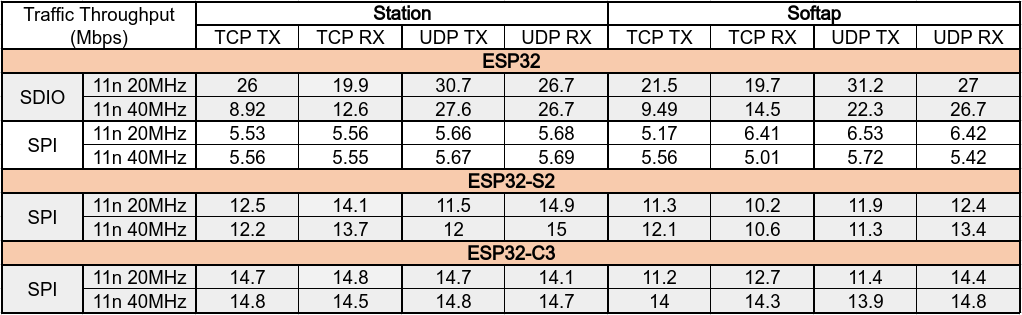 Traffic Throughput (Mbps) Station Softap
TCP TX TCP RX UDP TX UDP RX TCP TX TCP RX UDP TX UDP RX
ESP32
SDIO 11n 20MHz 26 19.9 30.7 26.7 21.5 19.7 31.2 27
11n 40MHz 8.92 12.6 27.6 26.7 9.49 14.5 22.3 26.7
SPI 11n 20MHz 5.53 5.56 5.66 5.68 5.17 6.41 6.53 6.42
11n 40MHz 5.56 5.55 5.67 5.69 5.56 5.01 5.72 5.42
ESP32-S2
SPI 11n 20MHz 12.5 14.1 11.5 14.9 11.3 10.2 11.9 12.4
11n 40MHz 12.2 13.7 12 15 12.1 10.6 11.3 13.4
ESP32-C3
SPI 11n 20MHz 14.7 14.8 14.7 14.1 11.2 12.7 11.4 14.4
11n 40MHz 14.8 14.5 14.8 14.7 14 14.3 13.9 14.8